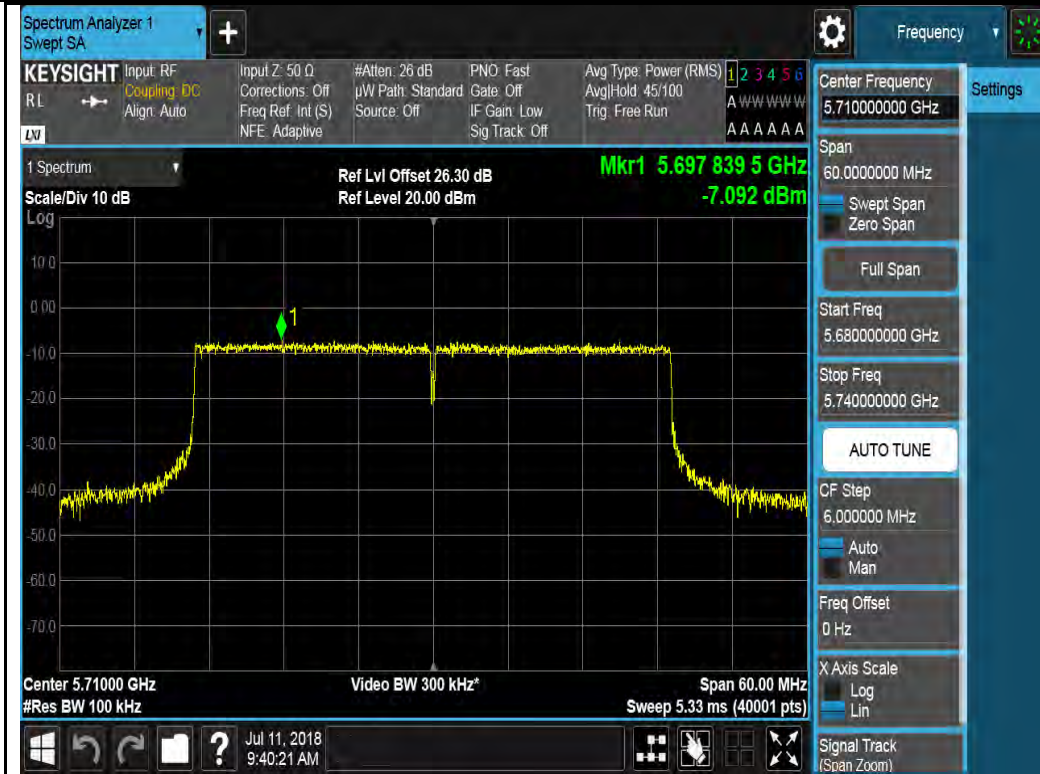 Spectrum Analyzer 1
Swept SA
+
Frequency
KEYSIGHT
RL
LXI
Input: RF
Coupling: DC
Align: Auto
Input Z: 50 Ω
Corrections: Off
Freq Ref: Int (S)
NFE: Adaptive
#Atten: 26 dB
µW Path: Standard
Source: Off
PNO: Fast
Gate: Off
IF Gain: Low
Sig Track: Off
Avg Type: Power (RMS)
Avg|Hold: 45/100
Trig: Free Run
1 2 3 4 5 6
A W W W W W
A A A A A A
1 Spectrum
Scale/Div 10 dB
Ref Lvl Offset 26.30 dB
Ref Level 20.00 dBm
Mkr1 5.697 839 5 GHz
-7.092 dBm
Log
10.0
0.00
-10.0
-20.0
-30.0
-40.0
-50.0
-60.0
-70.0
1
Center 5.71000 GHz
#Res BW 100 kHz
Video BW 300 kHz*
Span 60.00 MHz
Sweep 5.33 ms (40001 pts)
?
Jul 11, 2018
9:40:21 AM
Center Frequency
5.710000000 GHz
Span
60.0000000 MHz
Swept Span
Zero Span
Full Span
Start Freq
5.680000000 GHz
Stop Freq
5.740000000 GHz
AUTO TUNE
CF Step
6.000000 MHz
Auto
Man
Freq Offset
0 Hz
X Axis Scale
Log
Lin
Signal Track
(Span Zoom)
Settings